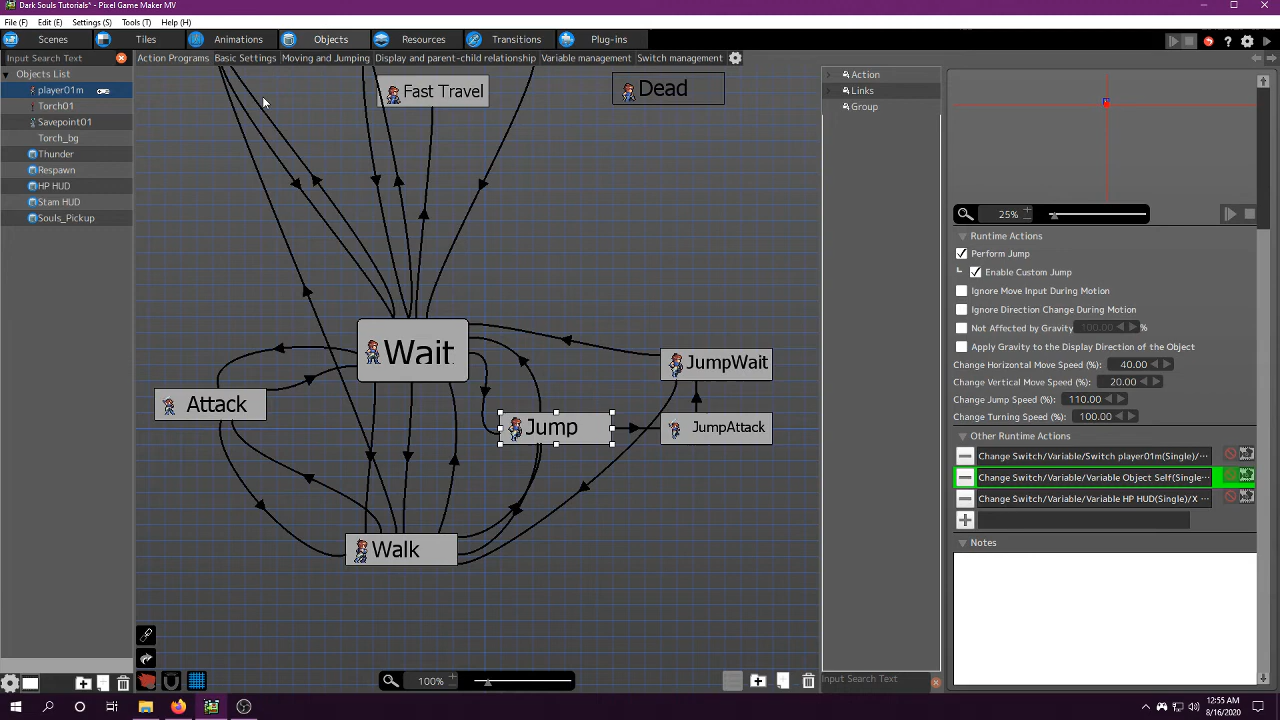 Dark Souls Tutorials* - Pixel Game Maker MV
File (F) Edit (E) Settings (S) Tools (T) Help (H)
Scenes Tiles Animations Objects Resources Transitions Plug-ins
Input Search Text Action Programs Basic Settings Moving and Jumping Display and parent-child relationship Variable management Switch management
Objects List
player01m
Torch01
Savepoint01
Torch_bg
Thunder
Respawn
HP HUD
Stam HUD
Souls_Pickup
Fast Travel
Dead
Wait
Attack
JumpWait
Jump
JumpAttack
Walk
100%
Action
Links
Group
Input Search Text
25%
Runtime Actions
Perform Jump
Enable Custom Jump
Ignore Move Input During Motion
Ignore Direction Change During Motion
Not Affected by Gravity 100.00 %
Apply Gravity to the Display Direction of the Object
Change Horizontal Move Speed (%): 40.00
Change Vertical Move Speed (%): 20.00
Change Jump Speed (%): 110.00
Change Turning Speed (%): 100.00
Other Runtime Actions
Change Switch/Variable/Switch player01m(Single)/···
Change Switch/Variable/Variable Object Self(Single···
Change Switch/Variable/Variable HP HUD(Single)/X ···
Notes
12:55 AM
8/16/2020